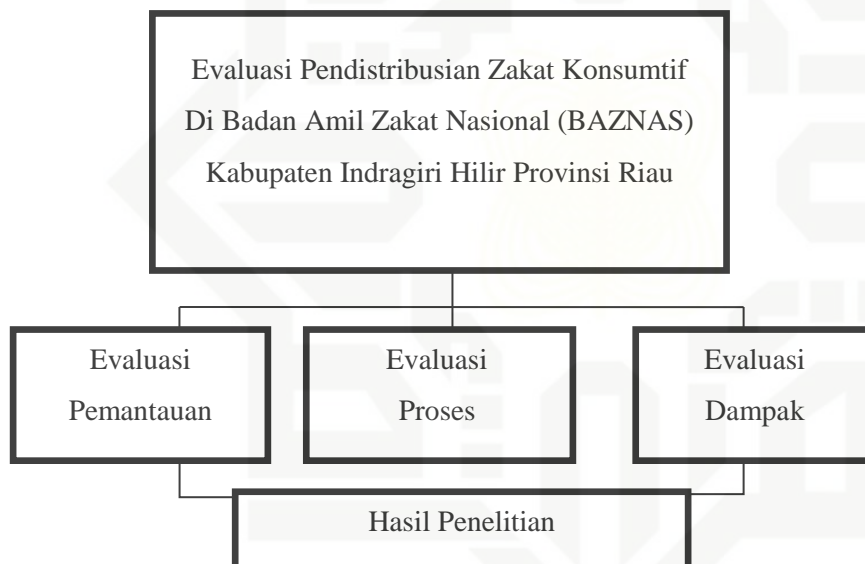 Evaluasi Pendistribusian Zakat Konsumtif
Di Badan Amil Zakat Nasional (BAZNAS)
Kabupaten Indragiri Hilir Provinsi Riau
Evaluasi
Pemantauan
Evaluasi
Proses
Evaluasi
Dampak
Hasil Penelitian